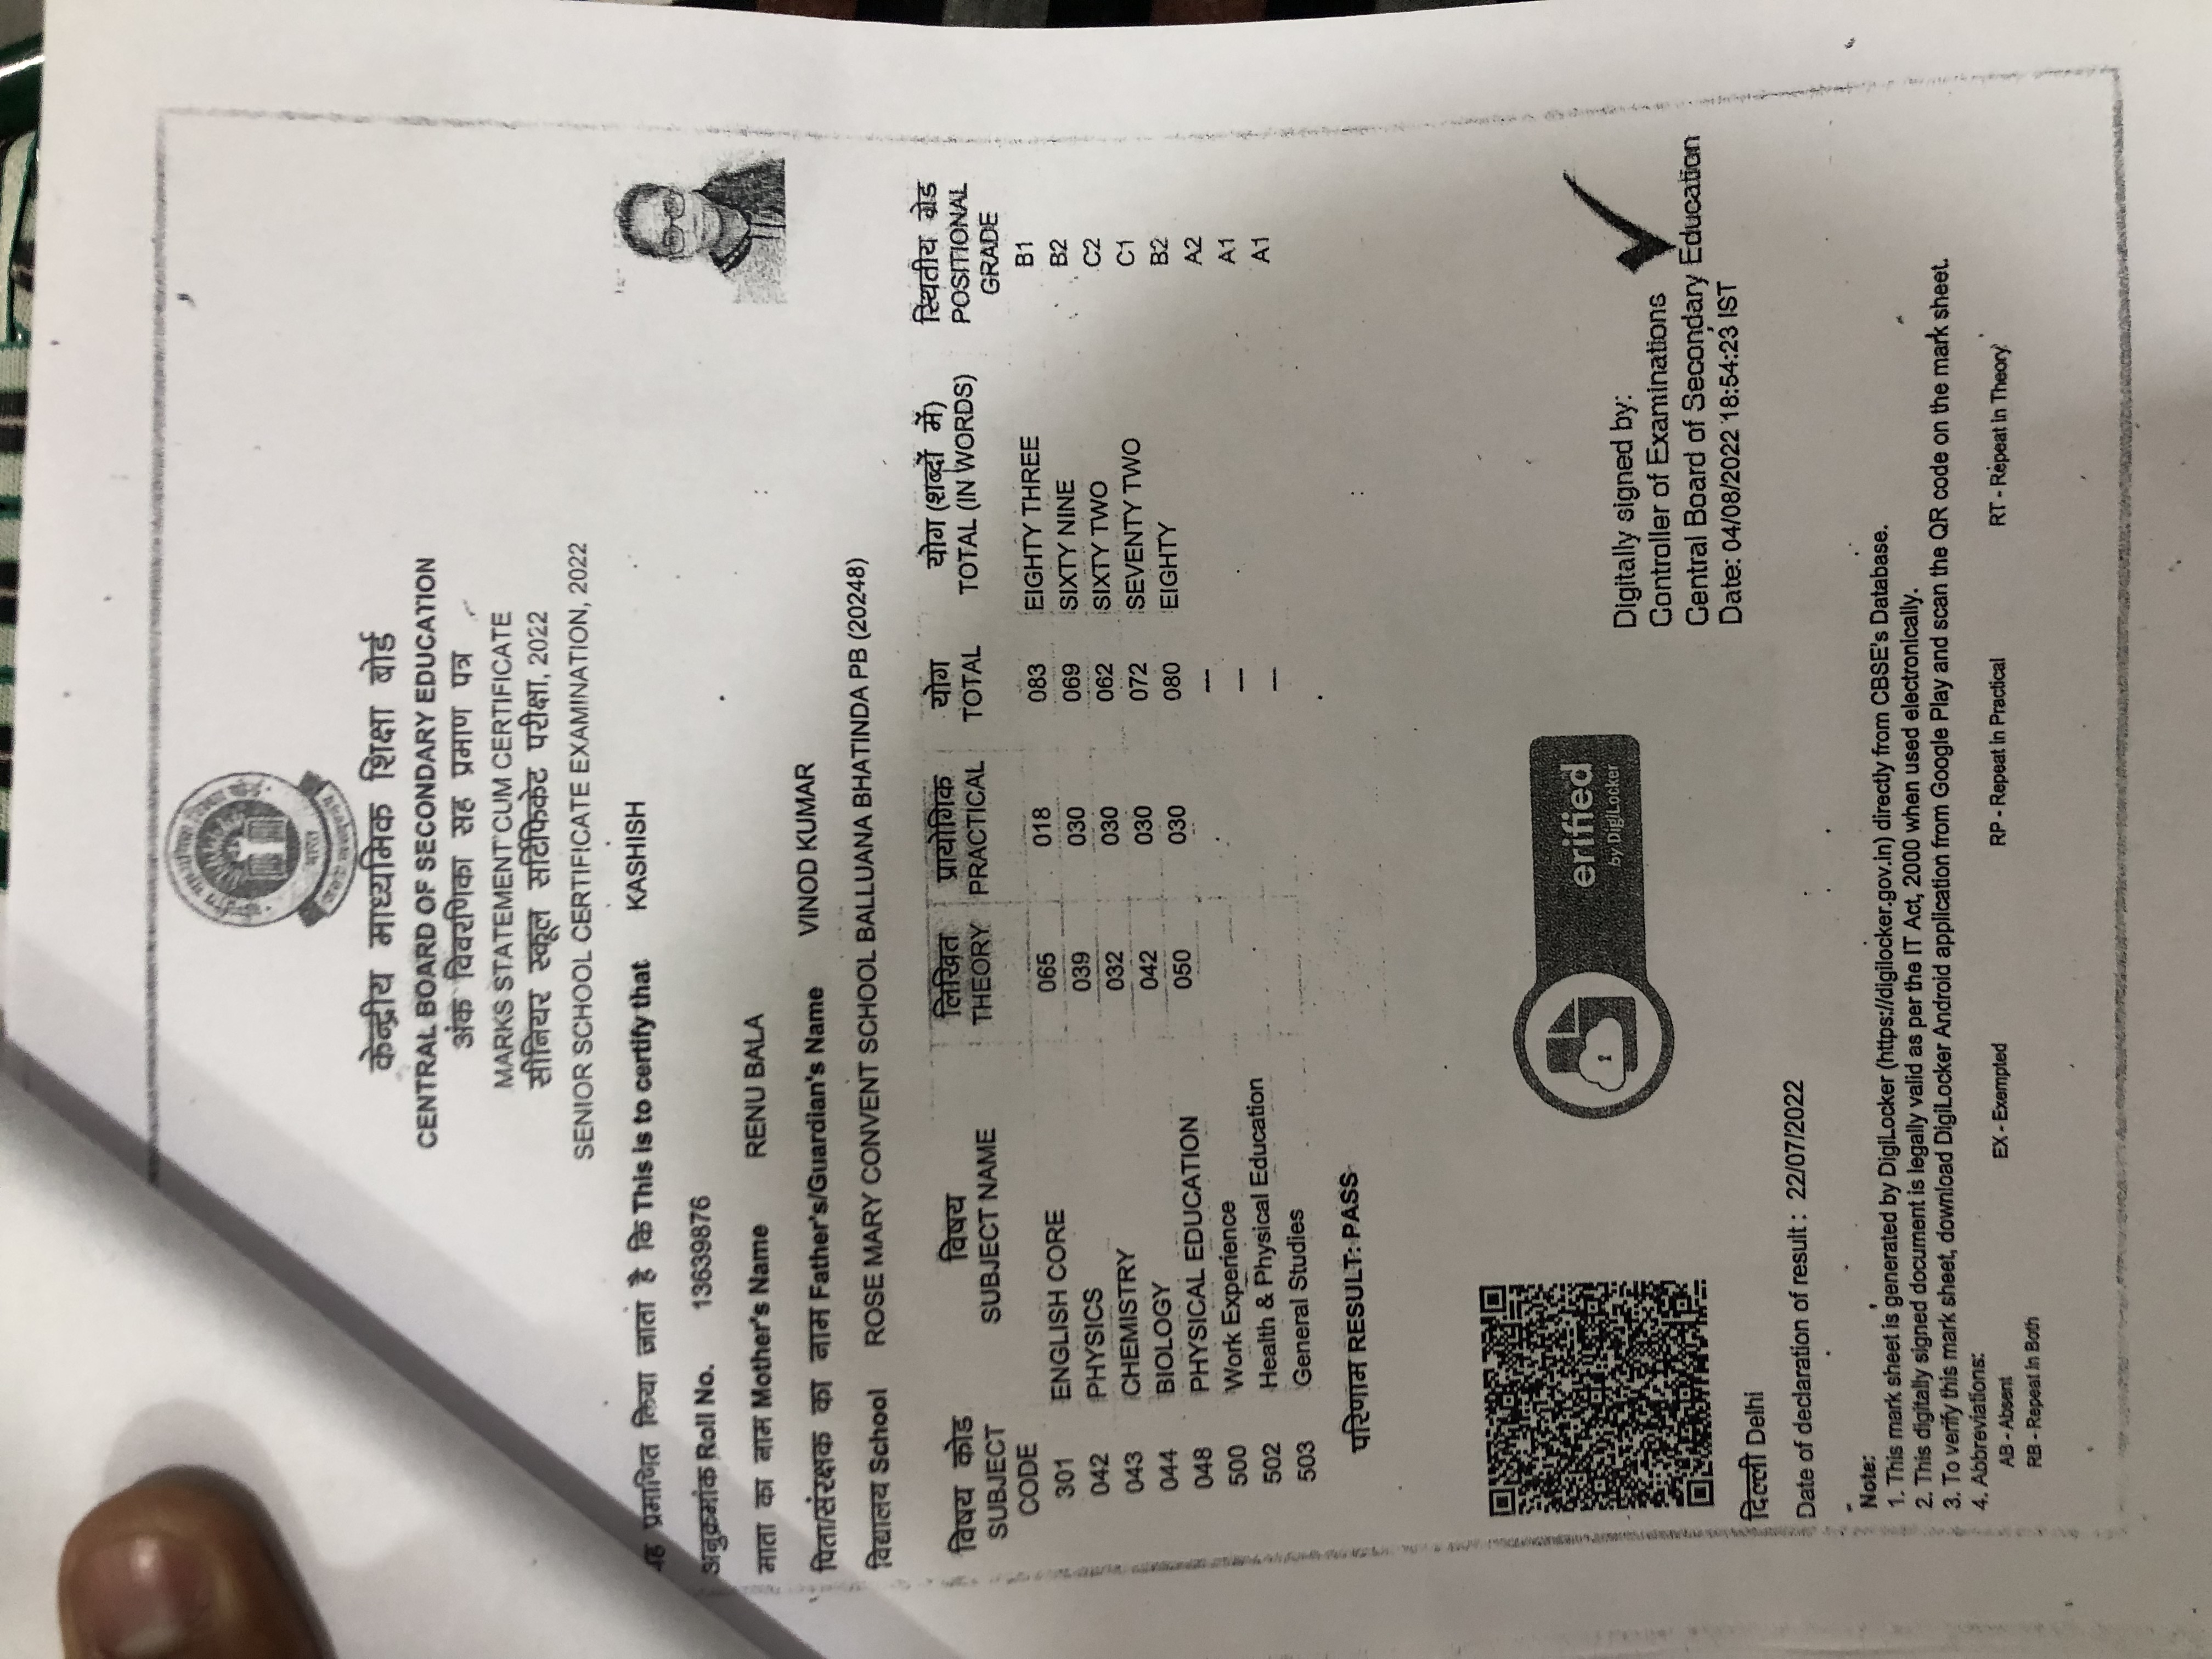 भारत
केन्द्रीय माध्यमिक शिक्षा बोर्ड
CENTRAL BOARD OF SECONDARY EDUCATION
अंक विवरणिका सह प्रमाण पत्र
MARKS STATEMENT CUM CERTIFICATE
सीनियर स्कूल सर्टिफिकेट परीक्षा, 2022
SENIOR SCHOOL CERTIFICATE EXAMINATION, 2022
यह प्रमाणित किया जाता है कि This is to certify that KASHISH
अनुक्रमांक Roll No. 13639876
माता का नाम Mother's Name RENU BALA
पिता/संरक्षक का नाम Father's/Guardian's Name VINOD KUMAR
विद्यालय School ROSE MARY CONVENT SCHOOL BALLUANA BHATINDA PB (20248)
विषय कोड विषय लिखित प्रायोगिक योग योग (शब्दों में) स्थितीय ग्रेड
SUBJECT CODE SUBJECT NAME THEORY PRACTICAL TOTAL TOTAL (IN WORDS) POSITIONAL GRADE
301 ENGLISH CORE 065 018 083 EIGHTY THREE B1
042 PHYSICS 039 030 069 SIXTY NINE B2
043 CHEMISTRY 032 030 062 SIXTY TWO C2
044 BIOLOGY 042 030 072 SEVENTY TWO C1
048 PHYSICAL EDUCATION 050 030 080 EIGHTY B2
500 Work Experience — A2
502 Health & Physical Education — A1
503 General Studies — A1
परिणाम RESULT: PASS
erified
by DigiLocker
Digitally signed by:
Controller of Examinations
Central Board of Secondary Education
Date: 04/08/2022 18:54:23 IST
दिल्ली Delhi
Date of declaration of result : 22/07/2022
Note:
1. This mark sheet is generated by DigiLocker (https://digilocker.gov.in) directly from CBSE's Database.
2. This digitally signed document is legally valid as per the IT Act, 2000 when used electronically.
3. To verify this mark sheet, download DigiLocker Android application from Google Play and scan the QR code on the mark sheet.
4. Abbreviations:
AB - Absent EX - Exempted RP - Repeat in Practical RT - Repeat in Theory
RB - Repeat in Both